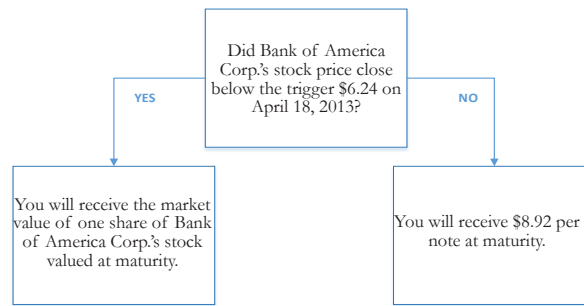 Did Bank of America
Corp.'s stock price close
below the trigger $6.24 on
April 18, 2013?
YES
NO
You will receive the market
value of one share of Bank
of America Corp.'s stock
valued at maturity.
You will receive $8.92 per
note at maturity.